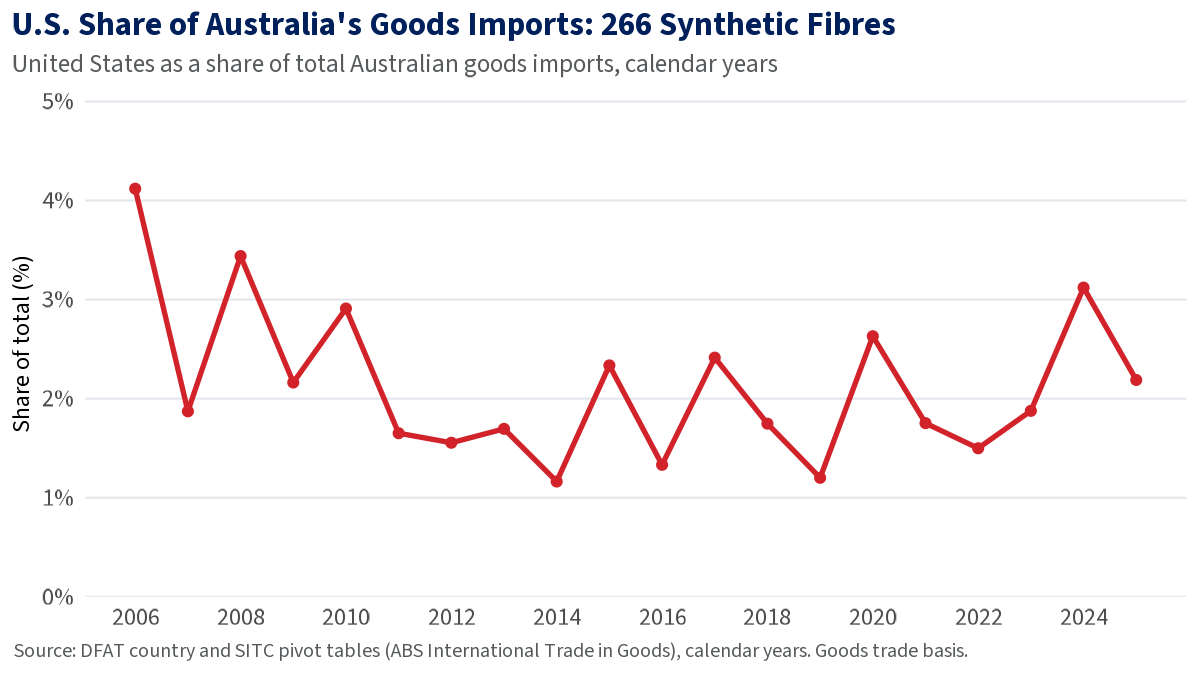 U.S. Share of Australia's Goods Imports: 266 Synthetic Fibres
United States as a share of total Australian goods imports, calendar years
Share of total (%)
5%
4%
3%
2%
1%
0%
2006 2008 2010 2012 2014 2016 2018 2020 2022 2024
Source: DFAT country and SITC pivot tables (ABS International Trade in Goods), calendar years. Goods trade basis.